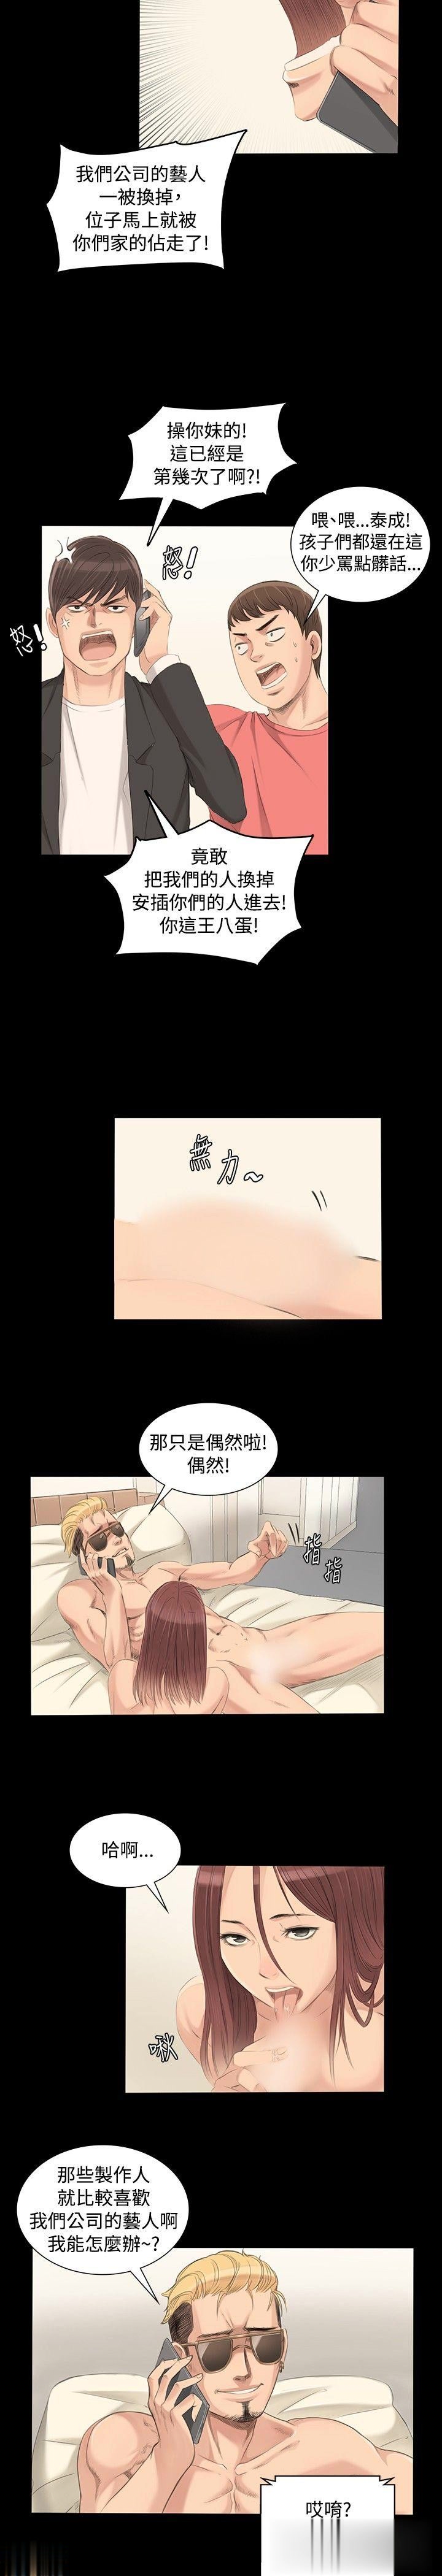 我們公司的藝人
一被換掉，
位子馬上就被
你們家的佔走了!
操你妹的!
這已經是
第幾次了啊?!
喂、喂...泰成!
孩子們都還在這
你少罵點髒話...
怒!
怒!
竟敢
把我們的人換掉
安插你們的人進去!
你這王八蛋!
無力~
那只是偶然啦!
偶然!
指
指
哈啊...
啾
那些製作人
就比較喜歡
我們公司的藝人啊
我能怎麼辦~?
哎唷?